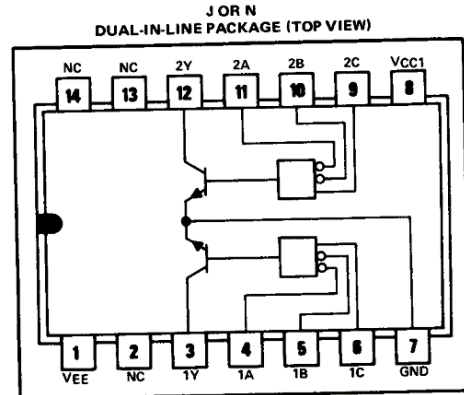 J OR N
DUAL-IN-LINE PACKAGE (TOP VIEW)
NC NC 2Y 2A 2B 2C VCC1
14 13 12 11 10 9 8
1 2 3 4 5 6 7
VEE NC 1Y 1A 1B 1C GND